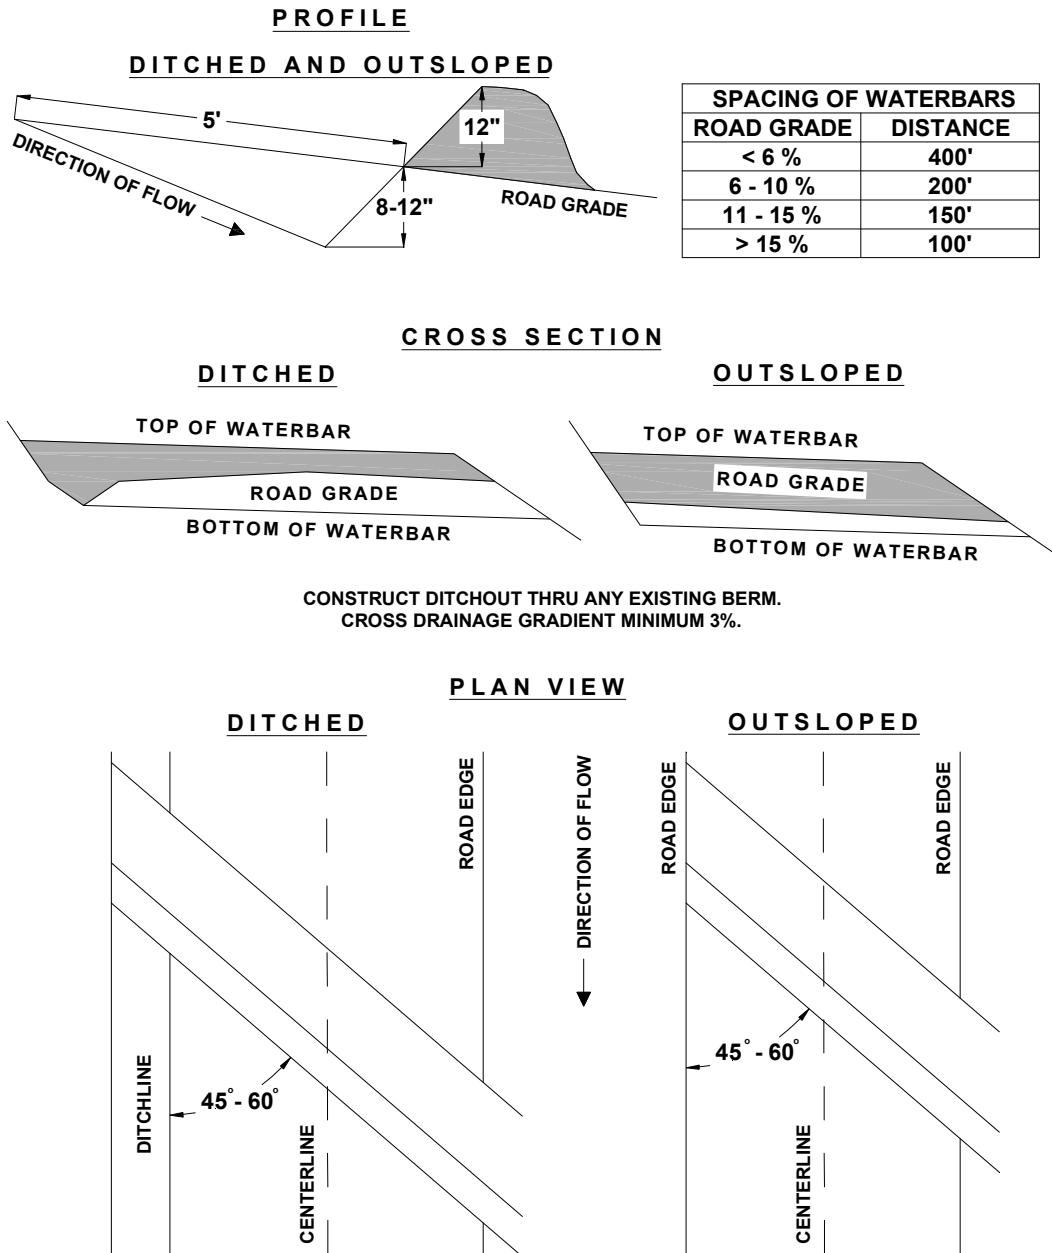 PROFILE
DITCHED AND OUTSLOPED
5'
12"
8-12"
DIRECTION OF FLOW
ROAD GRADE
SPACING OF WATERBARS
ROAD GRADE DISTANCE
< 6 % 400'
6 - 10 % 200'
11 - 15 % 150'
> 15 % 100'
CROSS SECTION
DITCHED
TOP OF WATERBAR
ROAD GRADE
BOTTOM OF WATERBAR
OUTSLOPED
TOP OF WATERBAR
ROAD GRADE
BOTTOM OF WATERBAR
CONSTRUCT DITCHOUT THRU ANY EXISTING BERM.
CROSS DRAINAGE GRADIENT MINIMUM 3%.
PLAN VIEW
DITCHED
ROAD EDGE
45° - 60°
DITCHLINE
CENTERLINE
DIRECTION OF FLOW
OUTSLOPED
ROAD EDGE
ROAD EDGE
45° - 60°
CENTERLINE